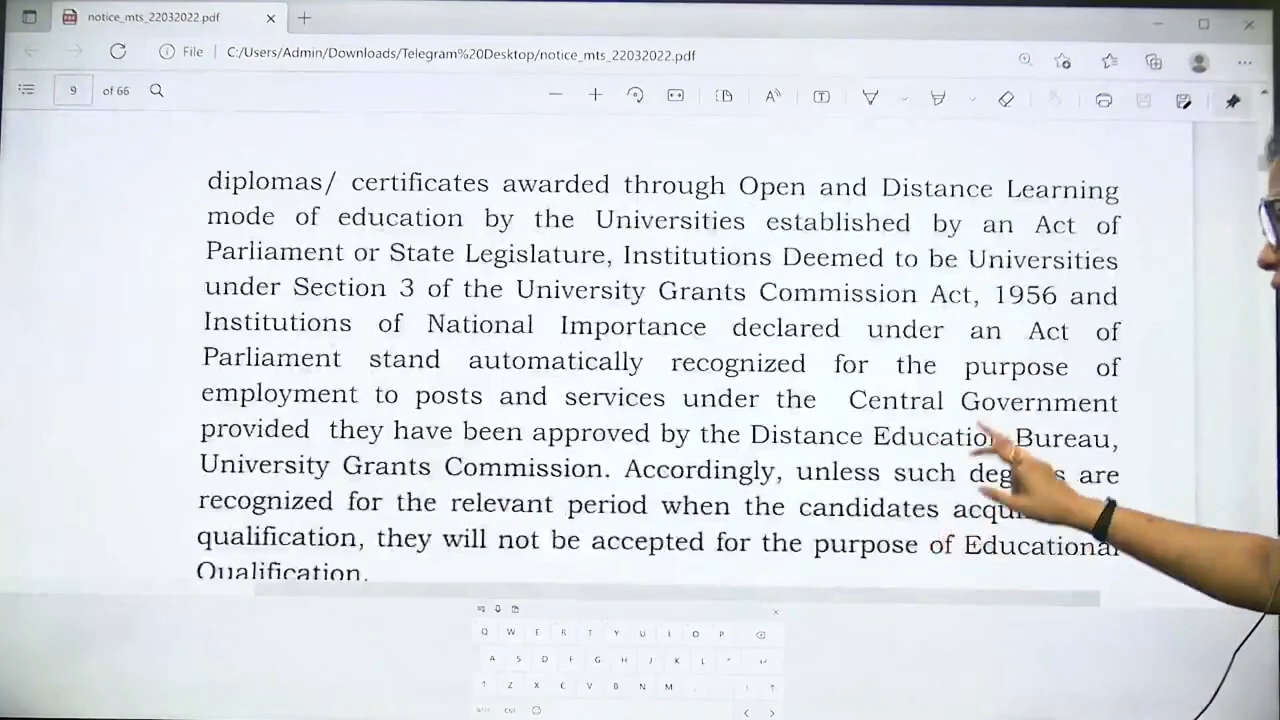 notice_mts_22032022.pdf
File
C:/Users/Admin/Downloads/Telegram%20Desktop/notice_mts_22032022.pdf
9 of 66
diplomas/ certificates awarded through Open and Distance Learning
mode of education by the Universities established by an Act of
Parliament or State Legislature, Institutions Deemed to be Universities
under Section 3 of the University Grants Commission Act, 1956 and
Institutions of National Importance declared under an Act of
Parliament stand automatically recognized for the purpose of
employment to posts and services under the Central Government
provided they have been approved by the Distance Education Bureau,
University Grants Commission. Accordingly, unless such are
recognized for the relevant period when the candidates
qualification, they will not be accepted for the purpose of Educational
Qualification.
Q W E R T Y U I O P
A S D F G H J K L
Z X C V B N M
Ctrl